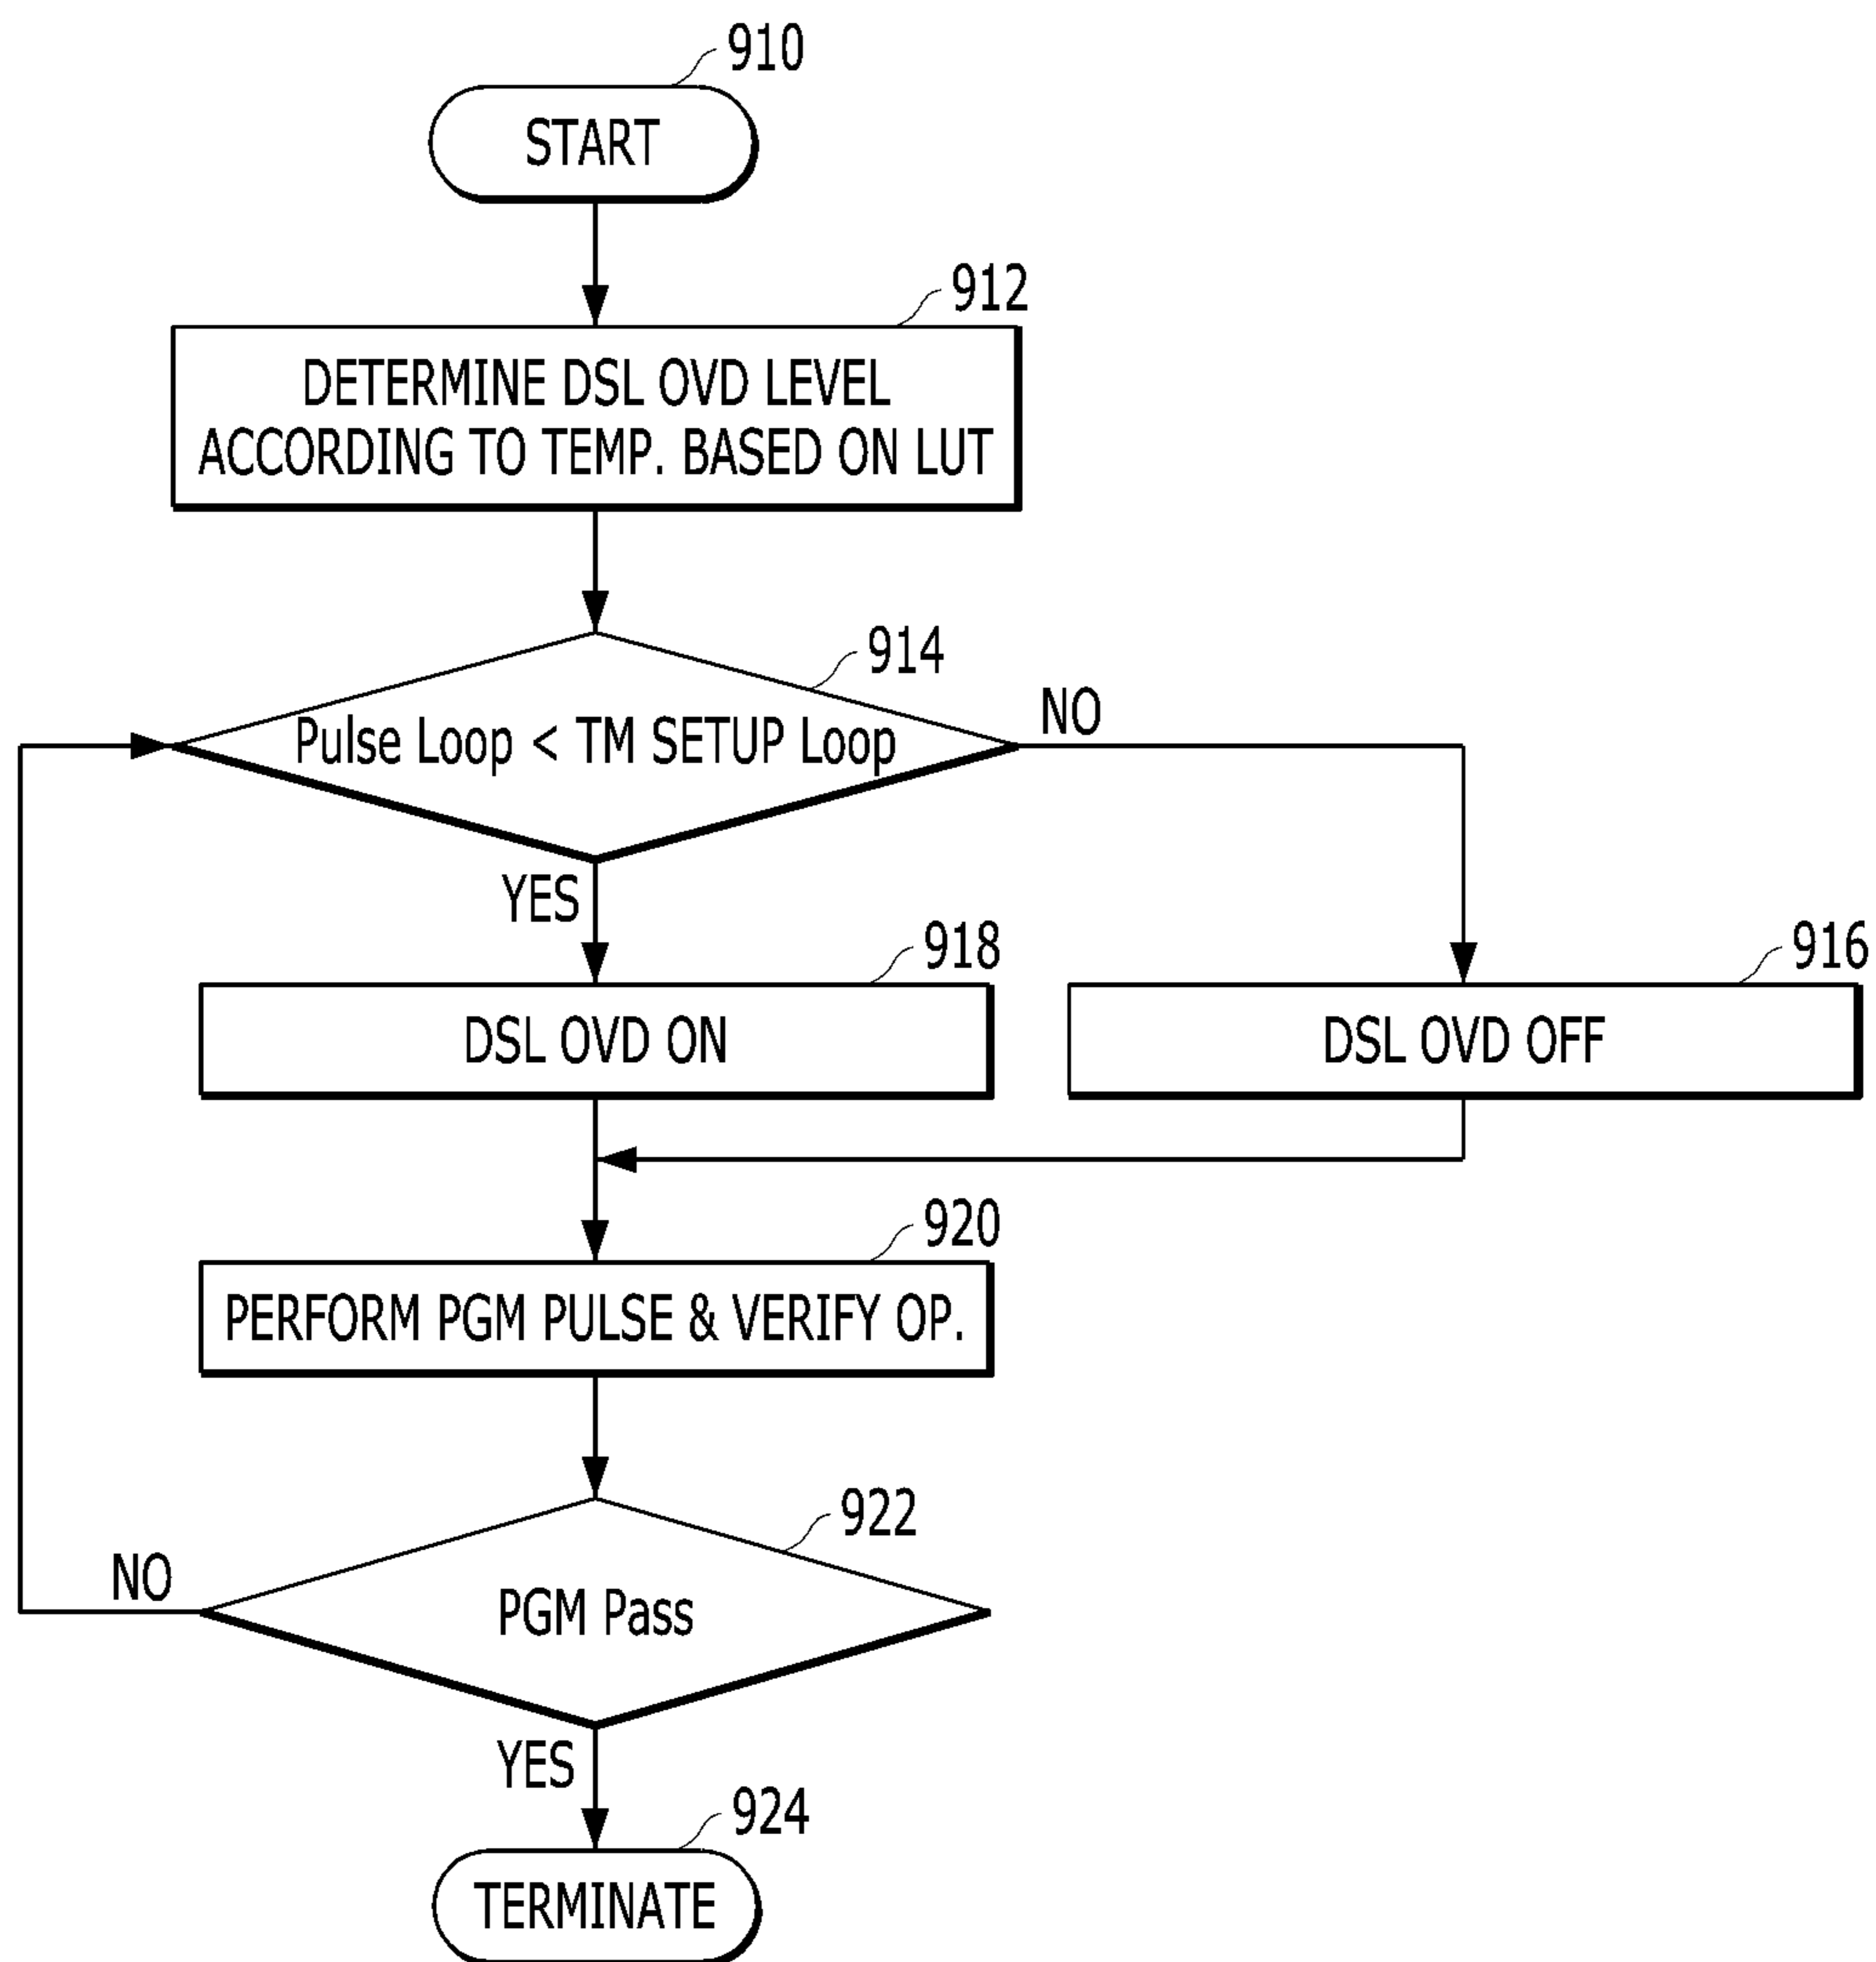 910
START
912
DETERMINE DSL OVD LEVEL
ACCORDING TO TEMP. BASED ON LUT
914
Pulse Loop < TM SETUP Loop
NO
YES
918
DSL OVD ON
916
DSL OVD OFF
920
PERFORM PGM PULSE & VERIFY OP.
922
PGM Pass
NO
YES
924
TERMINATE